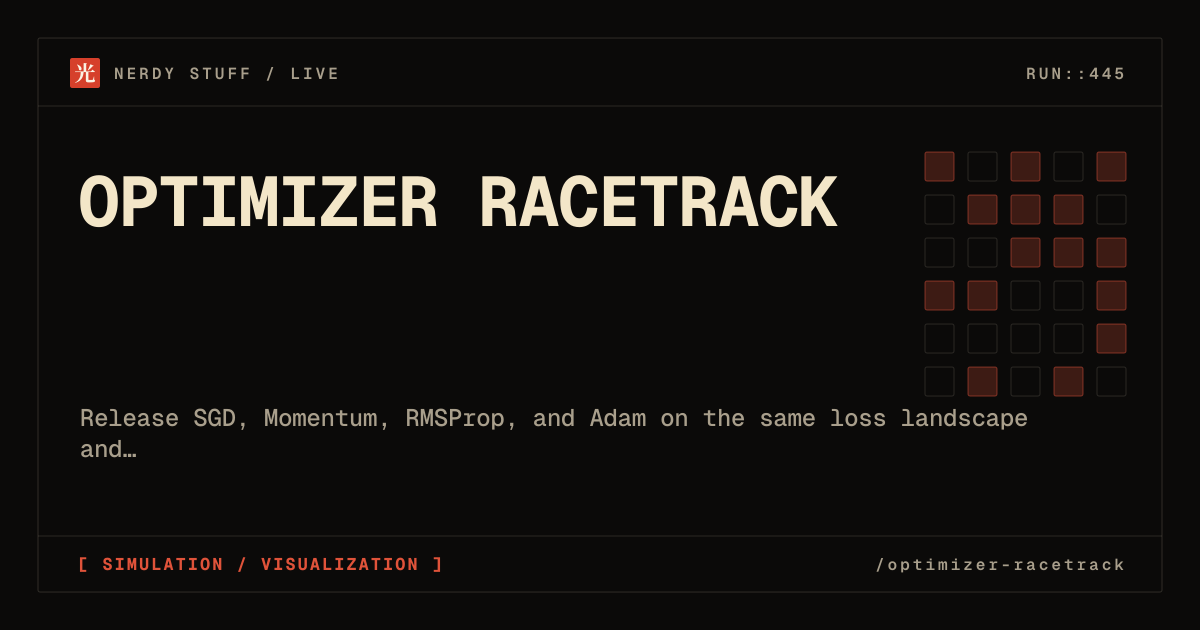 光 NERDY STUFF / LIVE
RUN::445
OPTIMIZER RACETRACK
Release SGD, Momentum, RMSProp, and Adam on the same loss landscape
and…
[ SIMULATION / VISUALIZATION ]
/optimizer-racetrack